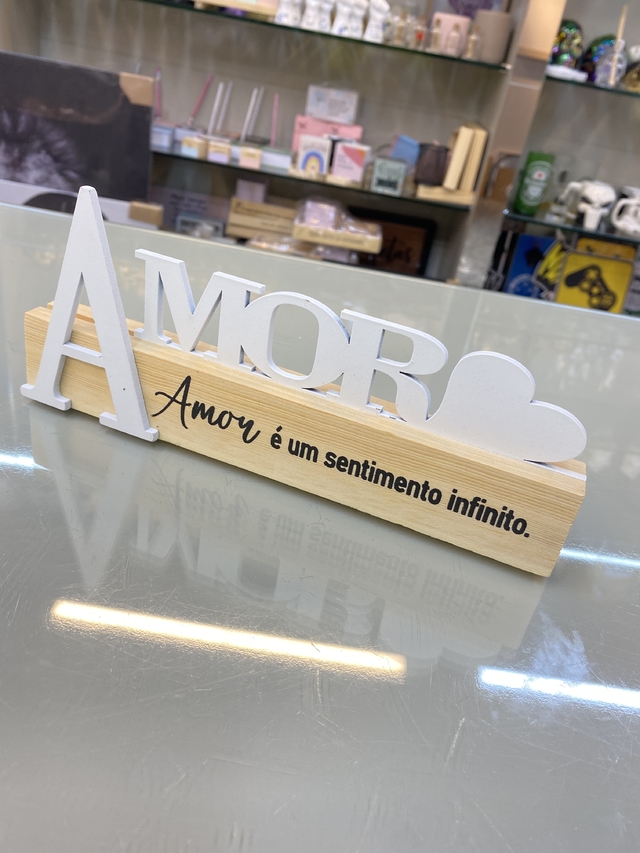 AMOR
Amor é um sentimento infinito.